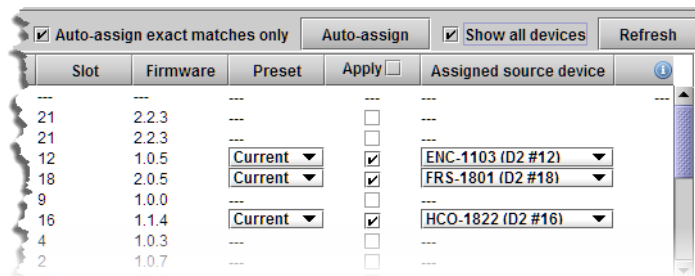 Auto-assign exact matches only Auto-assign Show all devices Refresh
Slot Firmware Preset Apply Assigned source device
--- --- --- --- --- ---
21 2.2.3 --- ---
21 2.2.3 --- ---
12 1.0.5 Current ENC-1103 (D2 #12)
18 2.0.5 Current FRS-1801 (D2 #18)
9 1.0.0 --- ---
16 1.1.4 Current HCO-1822 (D2 #16)
4 1.0.3 --- ---
2 1.0.7 --- ---